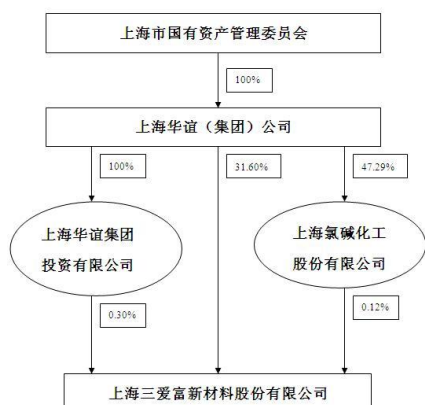 上海市国有资产管理委员会
100%
上海华谊（集团）公司
100%
31.60%
47.29%
上海华谊集团
投资有限公司
上海氯碱化工
股份有限公司
0.30%
0.12%
上海三爱富新材料股份有限公司